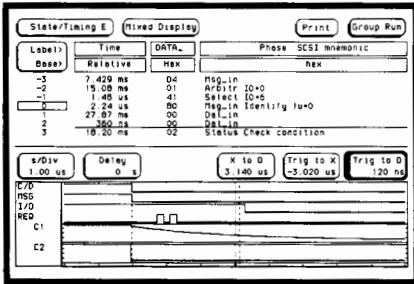 State/Timing E Mixed Display Print Group Run
Label> Time DATA_ Phase SCSI mnemonic
Base> Relative Hex hex
-3 7.429 ms 04 Msg_in
-2 15.08 ms 01 Arbitr IO=0
-1 1.48 us 41 Select IO=6
0 2.24 us 80 Msg_in Identify lu=0
1 27.87 ms 00 Dat_in
2 360 ns 00 Dat_in
3 18.20 ms 02 Status Check condition
s/Div Delay X to O Trig to X Trig to O
1.00 us 0 s 3.140 us -3.020 us 120 ns
C/D
MSG
I/O
REQ
C1
C2